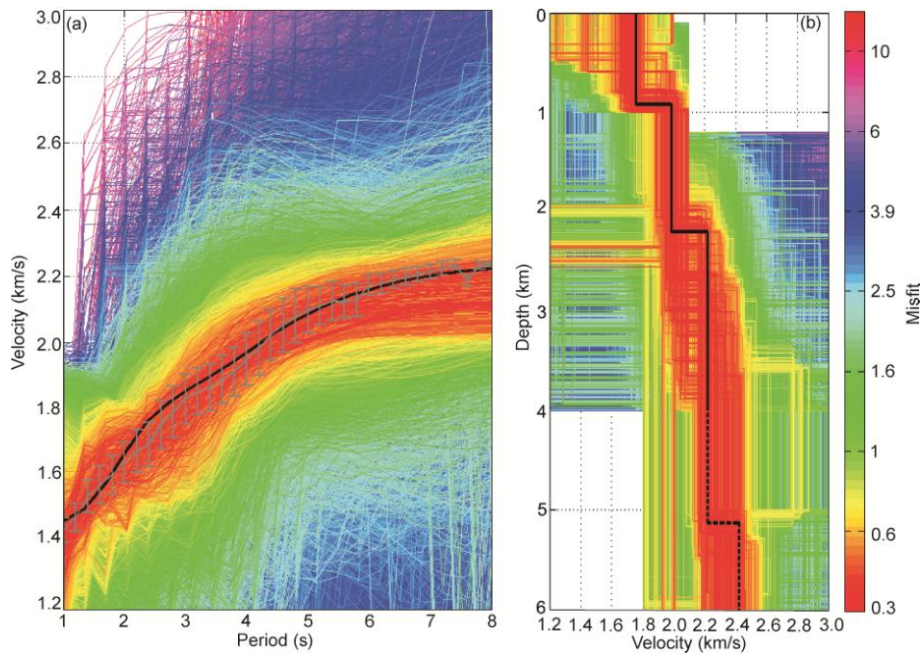 (a)
3.0
2.8
2.6
2.4
2.2
2.0
1.8
1.6
1.4
1.2
Velocity (km/s)
1 2 3 4 5 6 7 8
Period (s)
(b)
0
1
2
3
4
5
6
Depth (km)
1.2 1.4 1.6 1.8 2.0 2.2 2.4 2.6 2.8 3.0
Velocity (km/s)
10
6
3.9
2.5
1.6
1
0.6
0.3
Misfit